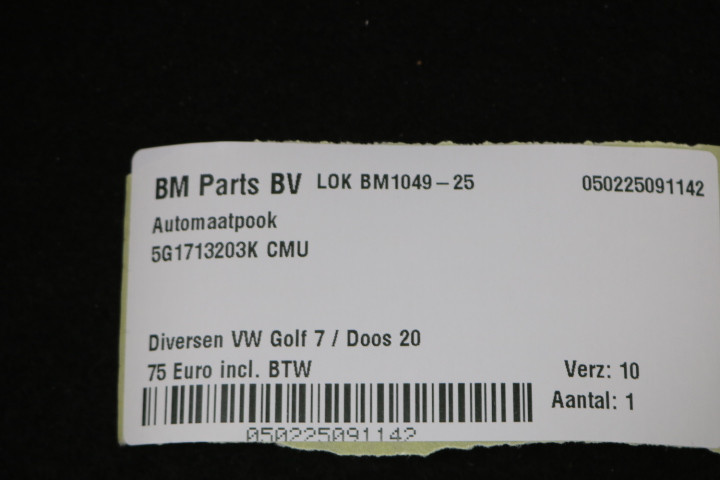 BM Parts BV LOK BM1049-25 050225091142
Automaatpook
5G1713203K CMU
Diversen VW Golf 7 / Doos 20
75 Euro incl. BTW Verz: 10
Aantal: 1
050225091142